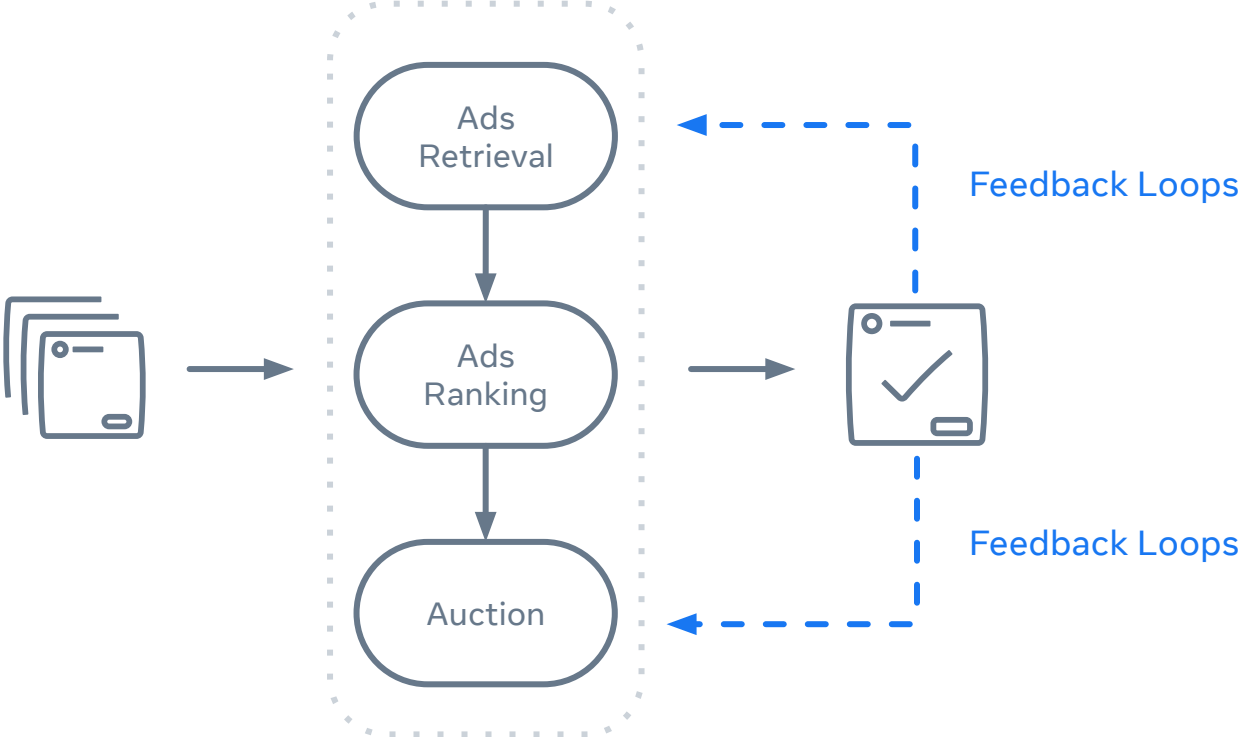 Ads
Retrieval
Feedback Loops
Ads
Ranking
Feedback Loops
Auction